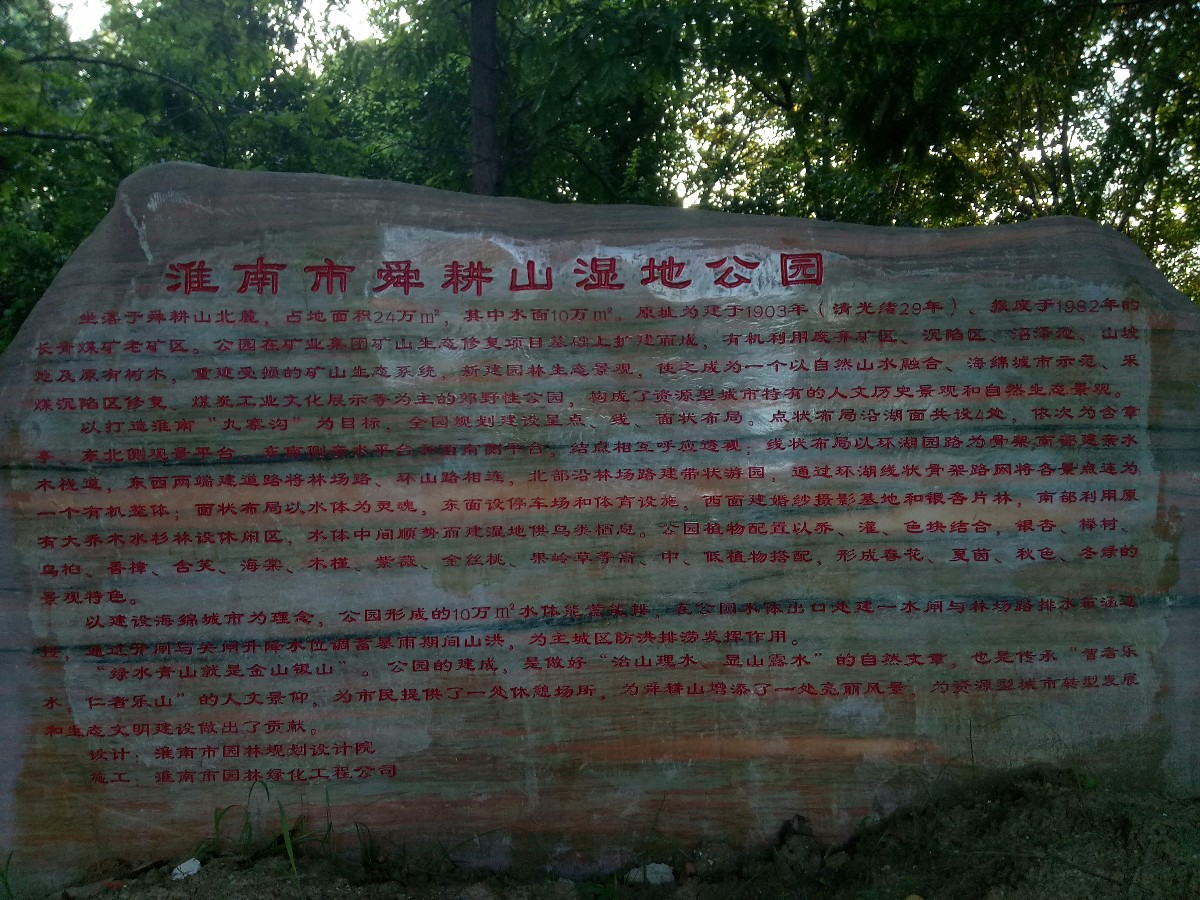 淮南市舜耕山湿地公园
坐落于舜耕山北麓，占地面积24万㎡，其中水面10万㎡。原址为建于1903年（清光绪29年）、报废于1982年的
长青煤矿老矿区。公园在矿业集团矿山生态修复项目基础上扩建而成，有机利用废弃矿区、沉陷区、沼泽池、山坡
地及原有树木，重建受损的矿山生态系统，新建园林生态景观，使之成为一个以自然山水融合、海绵城市示范、采
煤沉陷区修复、煤炭工业文化展示等为主的郊野性公园，构成了资源型城市特有的人文历史景观和自然生态景观。
以打造淮南“九寨沟”为目标，全园规划建设呈点、线、面状布局。点状布局沿湖面共设4处，依次为含章
亭、东北侧观景平台、东南侧亲水平台和西南侧平台，结点相互呼应透视；线状布局以环湖园路为骨架南部建亲水
木栈道，东西两端建道路将林场路、环山路相连，北部沿林场路建带状游园，通过环湖线状骨架路网将各景点连为
一个有机整体；面状布局以水体为灵魂，东面设停车场和体育设施，西面建婚纱摄影基地和银杏片林，南部利用原
有大乔木水杉林设休闲区，水体中间顺势而建湿地供鸟类栖息。公园植物配置以乔、灌、色块结合，银杏、榉树、
乌桕、香樟、含笑、海棠、木槿、紫薇、金丝桃、果岭草等高、中、低植物搭配，形成春花、夏茵、秋色、冬绿的
景观特色。
以建设海绵城市为理念，公园形成的10万㎡水体能蓄能排，在公园水体出口处建一水闸与林场路排水箱涵连
接，通过开闸与关闸升降水位调蓄暴雨期间山洪，为主城区防洪排涝发挥作用。
“绿水青山就是金山银山”。公园的建成，是做好“治山理水、显山露水”的自然文章，也是传承“智者乐
水，仁者乐山”的人文景仰，为市民提供了一处休憩场所，为舜耕山增添了一处亮丽风景，为资源型城市转型发展
和生态文明建设做出了贡献。
设计：淮南市园林规划设计院
施工：淮南市园林绿化工程公司